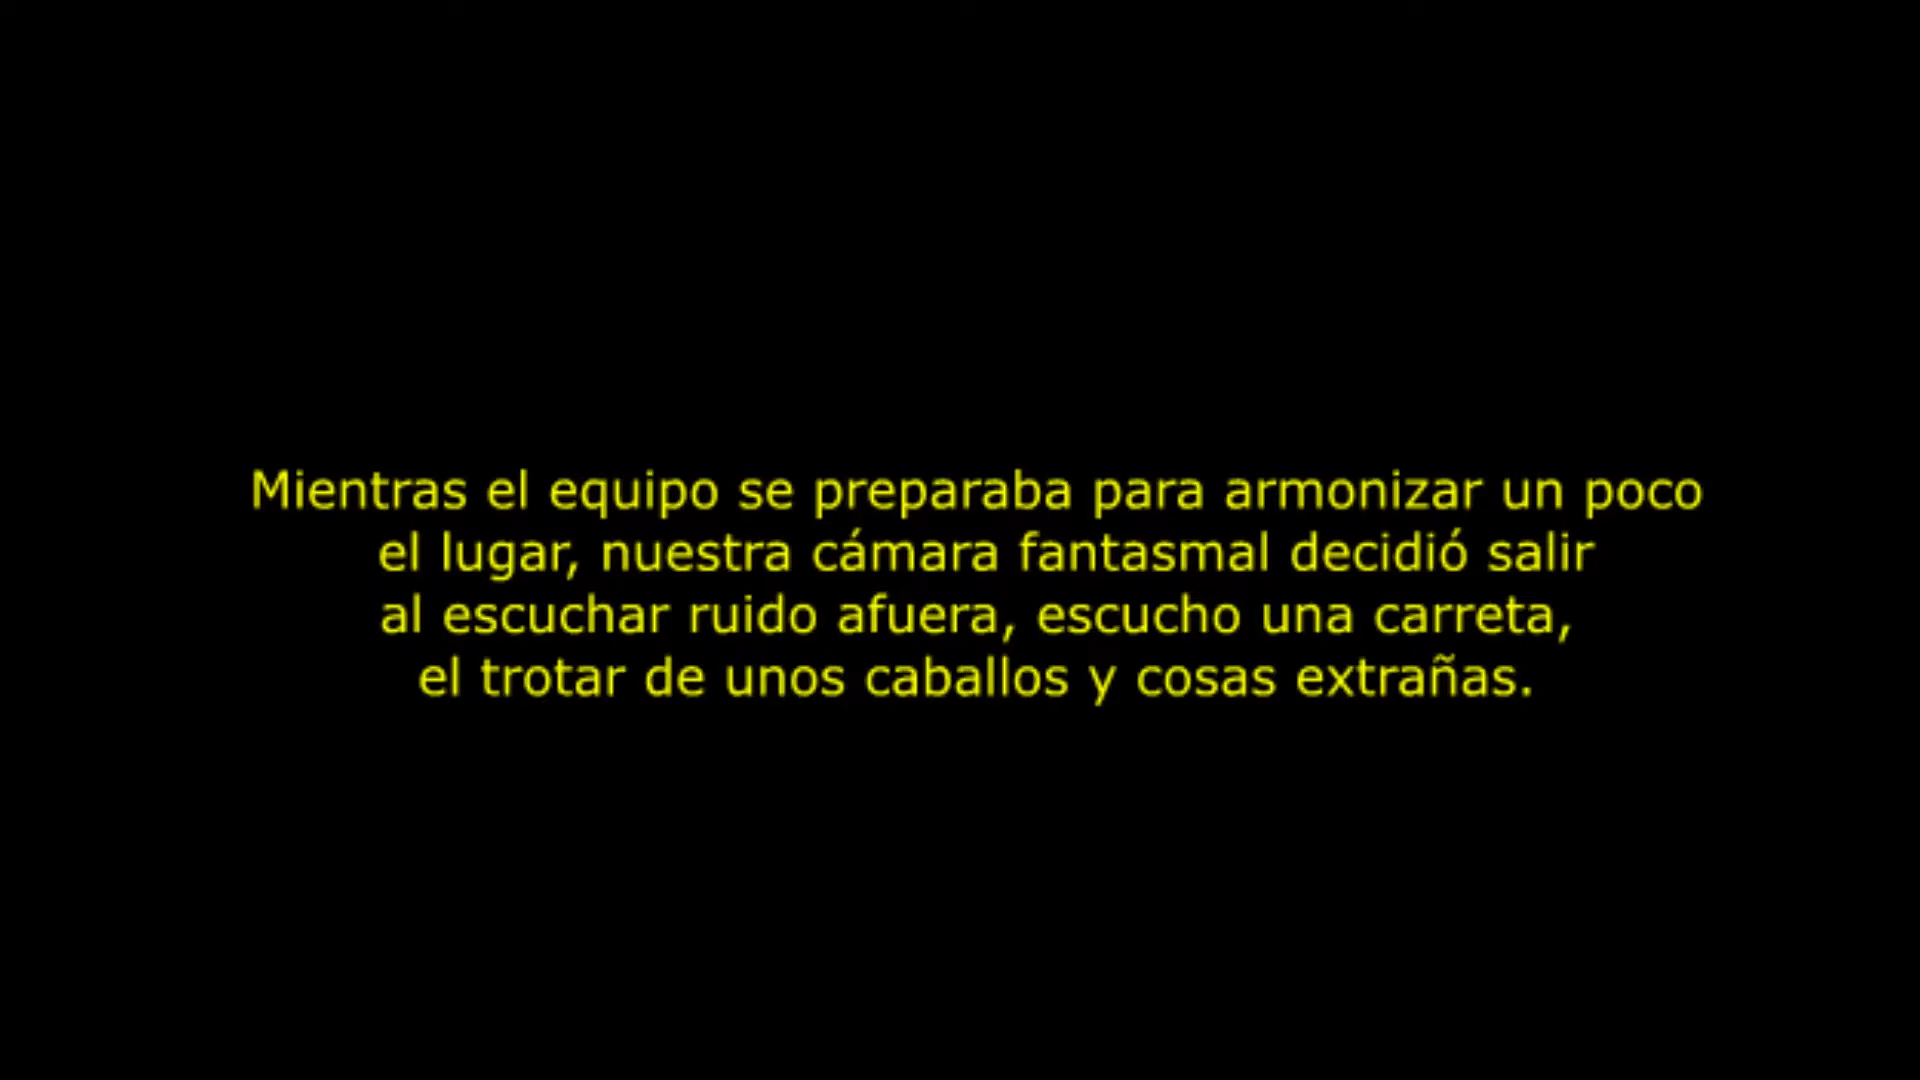 Mientras el equipo se preparaba para armonizar un poco
el lugar, nuestra cámara fantasmal decidió salir
al escuchar ruido afuera, escucho una carreta,
el trotar de unos caballos y cosas extrañas.